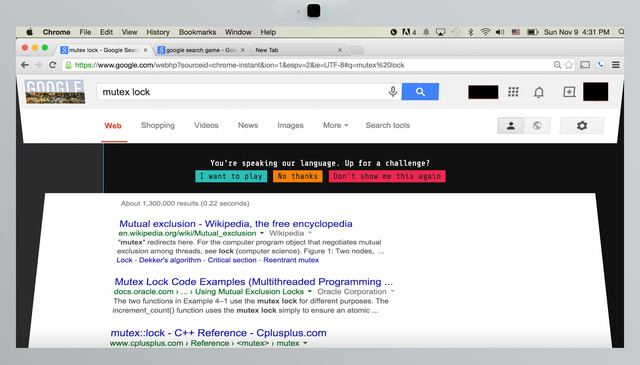 Chrome File Edit View History Bookmarks Window Help 4 Sun Nov 9 4:31 PM
mutex lock - Google Sear google search game - Goo New Tab
https://www.google.com/webhp?sourceid=chrome-instant&ion=1&espv=2&ie=UTF-8#q=mutex%20lock
GOOGLE mutex lock
Web Shopping Videos News Images More Search tools
You're speaking our language. Up for a challenge?
I want to play No thanks Don't show me this again
About 1,300,000 results (0.22 seconds)
Mutual exclusion - Wikipedia, the free encyclopedia
en.wikipedia.org/wiki/Mutual_exclusion Wikipedia
"mutex" redirects here. For the computer program object that negotiates mutual
exclusion among threads, see lock (computer science). Figure 1: Two nodes, ...
Lock - Dekker's algorithm - Critical section - Reentrant mutex
Mutex Lock Code Examples (Multithreaded Programming ...
docs.oracle.com › ... › Using Mutual Exclusion Locks Oracle Corporation
The two functions in Example 4–1 use the mutex lock for different purposes. The
increment_count() function uses the mutex lock simply to ensure an atomic ...
mutex::lock - C++ Reference - Cplusplus.com
www.cplusplus.com › Reference › <mutex> › mutex